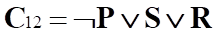 C₁₂ = ¬P ∨ S ∨ R